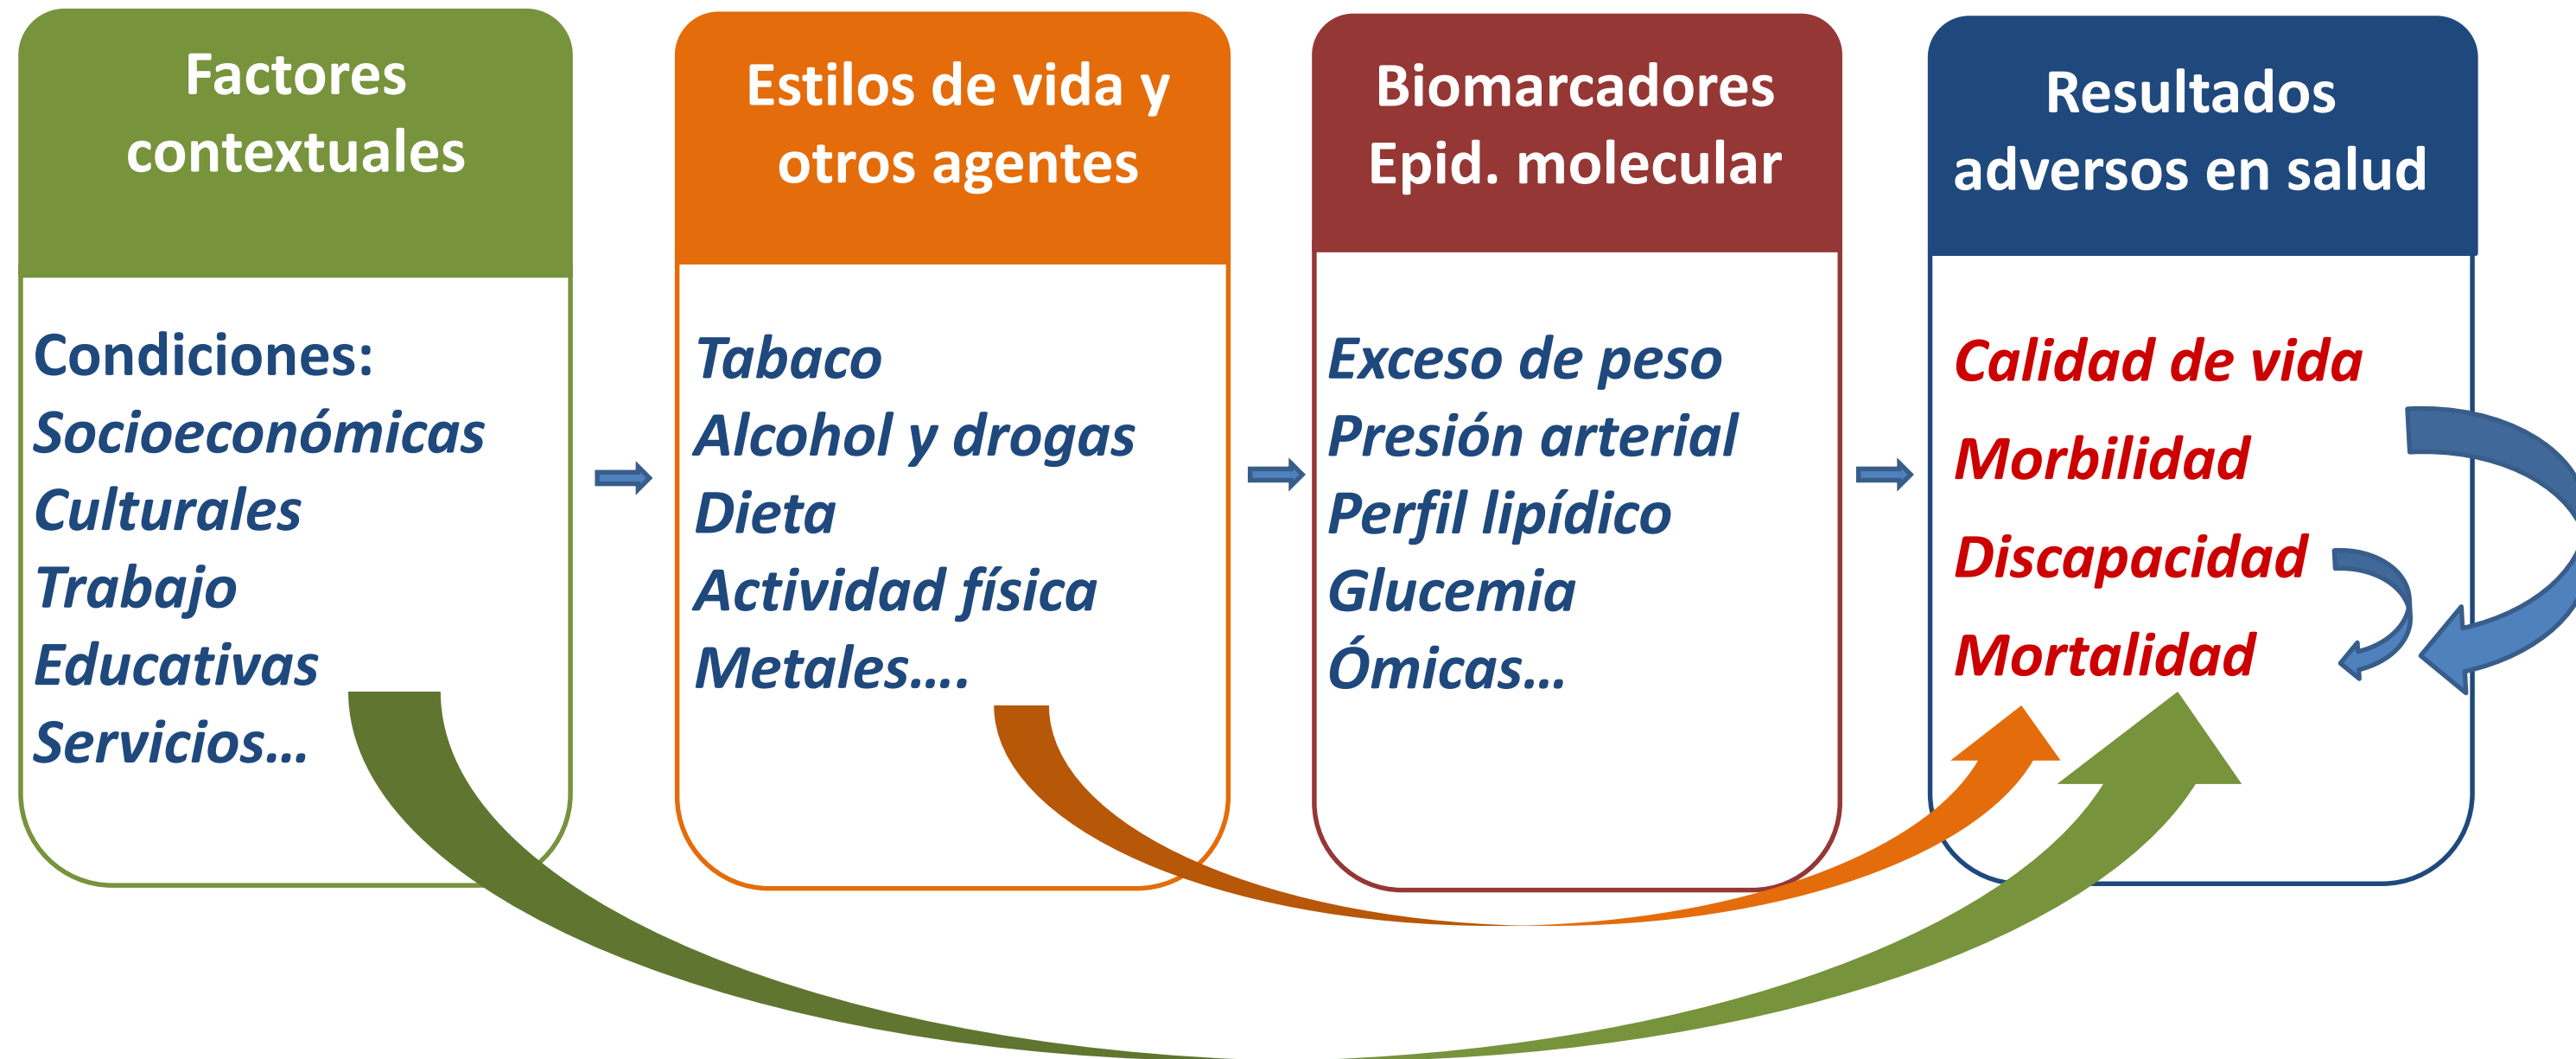 Factores
contextuales
Condiciones:
Socioeconómicas
Culturales
Trabajo
Educativas
Servicios...
Estilos de vida y
otros agentes
Tabaco
Alcohol y drogas
Dieta
Actividad física
Metales....
Biomarcadores
Epid. molecular
Exceso de peso
Presión arterial
Perfil lipídico
Glucemia
Ómicas...
Resultados
adversos en salud
Calidad de vida
Morbilidad
Discapacidad
Mortalidad